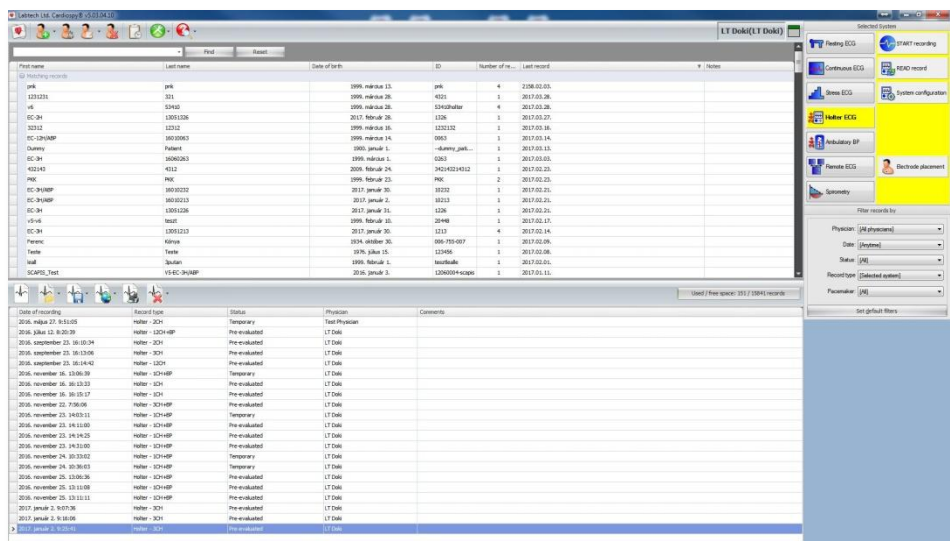 Labtech Ltd. Cardiospy® v5.03.04.10
LT Doki(LT Doki)
Find Reset
First name Last name Date of birth ID Number of re... Last record Notes
Matching records
pnk pnk 1999. március 13. pnk 4 2158.02.03.
1231231 321 1999. március 28. 4321 1 2017.03.28.
v6 53410 1999. március 28. 53410holter 4 2017.03.28.
EC-3H 13051326 2017. február 28. 1326 1 2017.03.27.
32312 12312 1999. március 16. 1232132 1 2017.03.16.
EC-12H/ABP 16010063 1999. március 14. 0063 1 2017.03.14.
Dummy Patient 1900. január 1. --dummy_pati... 1 2017.03.13.
EC-3H 16060263 1999. március 1. 0263 1 2017.03.03.
432143 4312 2009. február 24. 342143214312 1 2017.02.23.
PKK PKK 1999. február 23. PKK 2 2017.02.23.
EC-3H/ABP 16010232 2017. január 30. 10232 1 2017.02.21.
EC-3H/ABP 16010213 2017. január 2. 10213 1 2017.02.21.
EC-3H 13051226 2017. január 31. 1226 1 2017.02.21.
v5-v6 teszt 1999. február 10. 20448 1 2017.02.17.
EC-3H 13051213 2017. január 30. 1213 4 2017.02.14.
Ferenc Kónya 1934. október 30. 006-755-007 1 2017.02.09.
Teste Teste 1976. július 15. 123456 1 2017.02.08.
1999. február 1. 1 2017.02.01.
SCAPIS_Test V5-EC-3H/ABP 2016. január 3. 12060004-scapis 1 2017.01.11.
Used / free space: 151 / 15841 records
Date of recording Record type Status Physician Comments
2016. május 27. 9:51:05 Holter - 2CH Temporary Test Physician
2016. július 12. 8:20:39 Holter - 12CH+BP Pre-evaluated LT Doki
2016. szeptember 23. 16:10:34 Holter - 2CH Pre-evaluated LT Doki
2016. szeptember 23. 16:13:06 Holter - 3CH Pre-evaluated LT Doki
2016. szeptember 23. 16:14:42 Holter - 12CH Pre-evaluated LT Doki
2016. november 16. 13:06:39 Holter - 1CH+BP Temporary LT Doki
2016. november 16. 16:13:33 Holter - 1CH Pre-evaluated LT Doki
2016. november 16. 16:15:17 Holter - 1CH Pre-evaluated LT Doki
2016. november 22. 7:56:06 Holter - 3CH+BP Pre-evaluated LT Doki
2016. november 23. 14:03:11 Holter - 1CH+BP Temporary LT Doki
2016. november 23. 14:11:00 Holter - 1CH+BP Pre-evaluated LT Doki
2016. november 23. 14:14:25 Holter - 1CH+BP Pre-evaluated LT Doki
2016. november 23. 14:31:00 Holter - 1CH+BP Pre-evaluated LT Doki
2016. november 24. 10:33:02 Holter - 1CH+BP Temporary LT Doki
2016. november 24. 10:36:03 Holter - 1CH+BP Temporary LT Doki
2016. november 25. 13:06:36 Holter - 1CH+BP Pre-evaluated LT Doki
2016. november 25. 13:11:08 Holter - 1CH+BP Pre-evaluated LT Doki
2016. november 25. 13:11:11 Holter - 1CH+BP Pre-evaluated LT Doki
2017. január 2. 9:07:36 Holter - 3CH Pre-evaluated LT Doki
2017. január 2. 9:16:06 Holter - 3CH Pre-evaluated LT Doki
2017. január 2. 9:25:41 Holter - 3CH Pre-evaluated LT Doki
Selected System
Resting ECG START recording
Continuous ECG READ record
Stress ECG System configuration
Holter ECG
Ambulatory BP
Remote ECG Electrode placement
Spirometry
Filter records by
Physician: [All physicians]
Date: [Anytime]
Status: [All]
Record type: [Selected system]
Pacemaker: [All]
Set default filters